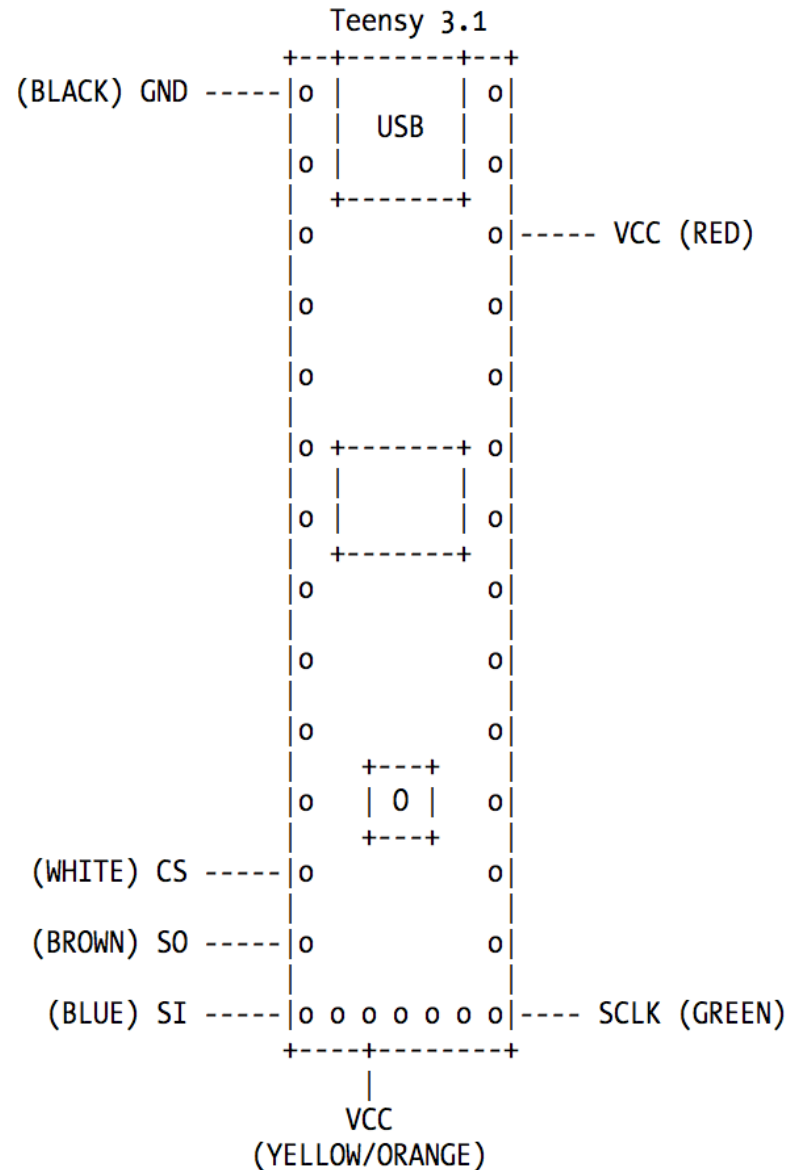 Teensy 3.1
+--+-------+--+
(BLACK) GND -----|o |       | o|
|  |  USB  |  |
|o |       | o|
|  +-------+  |
|o           o|----- VCC (RED)
|             |
|o           o|
|             |
|o           o|
|             |
|o +-------+ o|
|  |       |  |
|o |       | o|
|  +-------+  |
|o           o|
|             |
|o           o|
|             |
|o           o|
|    +---+    |
|o   | O |   o|
|    +---+    |
(WHITE) CS -----|o           o|
|             |
(BROWN) SO -----|o           o|
|             |
(BLUE) SI -----|o o o o o o o|---- SCLK (GREEN)
+----+--------+
|
VCC
(YELLOW/ORANGE)